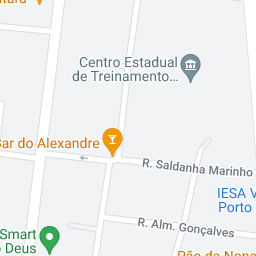 Centro Estadual
de Treinamento...
Bar do Alexandre
R. Saldanha Marinho
IESA V
Porto
R. Alm. Gonçalves
Smart
o Deus